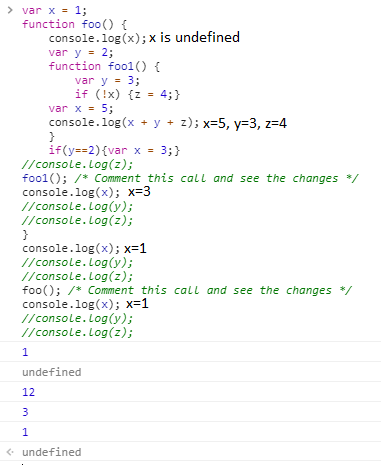 > var x = 1;
function foo() {
    console.log(x); x is undefined
    var y = 2;
    function foo1() {
        var y = 3;
        if (!x) {z = 4;}
    var x = 5;
    console.log(x + y + z); x=5, y=3, z=4
    }
    if(y==2){var x = 3;}
//console.log(z);
foo1(); /* Comment this call and see the changes */
console.log(x); x=3
//console.log(y);
//console.log(z);
}
console.log(x); x=1
//console.log(y);
//console.log(z);
foo(); /* Comment this call and see the changes */
console.log(x); x=1
//console.log(y);
//console.log(z);
1
undefined
12
3
1
undefined